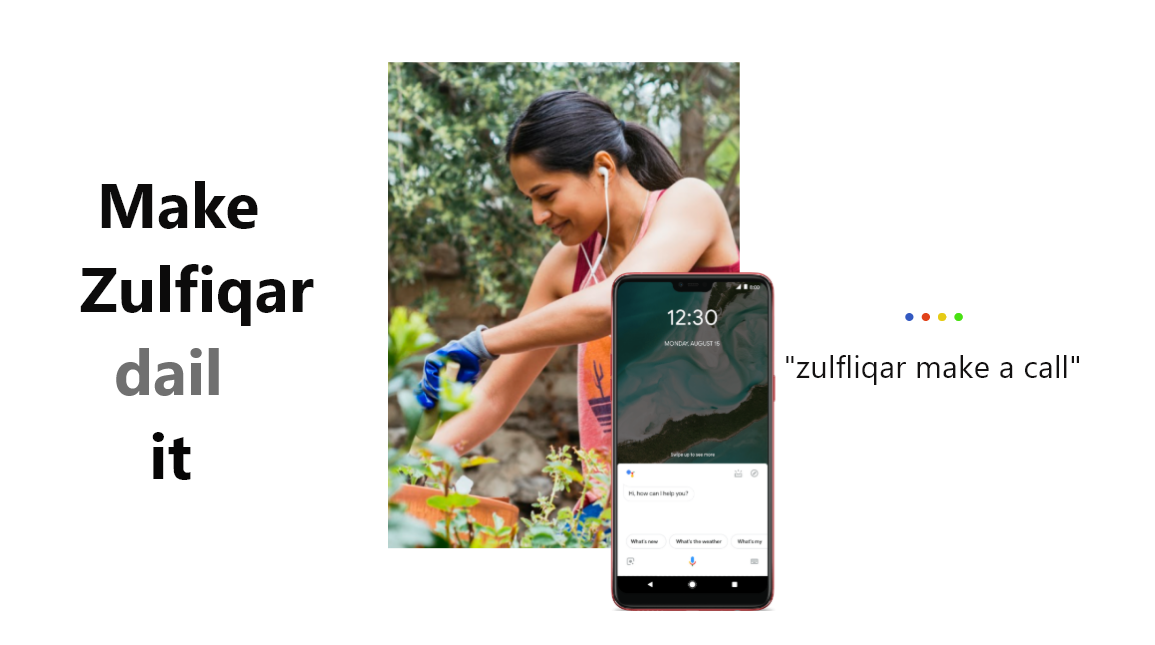 Make
Zulfiqar
dail
it
12:30
MONDAY, AUGUST 15
Swipe up to see more
Hi, how can I help you?
What's new
What's the weather
What's my
"zulfliqar make a call"